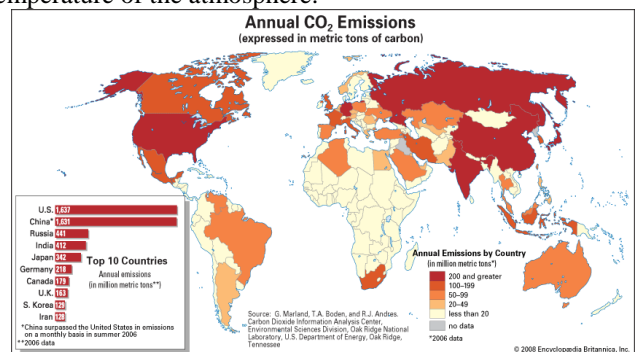 temperature of the atmosphere.
Annual CO₂ Emissions
(expressed in metric tons of carbon)
U.S. 1,637
China* 1,631
Russia 441
India 412
Japan 342
Germany 218
Canada 179
U.K. 163
S. Korea 129
Iran 128
Top 10 Countries
Annual emissions
(in million metric tons**)
*China surpassed the United States in emissions
on a monthly basis in summer 2006
**2006 data
Source: G. Marland, T.A. Boden, and R.J. Andres.
Carbon Dioxide Information Analysis Center,
Environmental Sciences Division, Oak Ridge National
Laboratory, U.S. Department of Energy, Oak Ridge,
Tennessee
Annual Emissions by Country
(in million metric tons*)
200 and greater
100–199
50–99
20–49
less than 20
no data
*2006 data
© 2008 Encyclopædia Britannica, Inc.